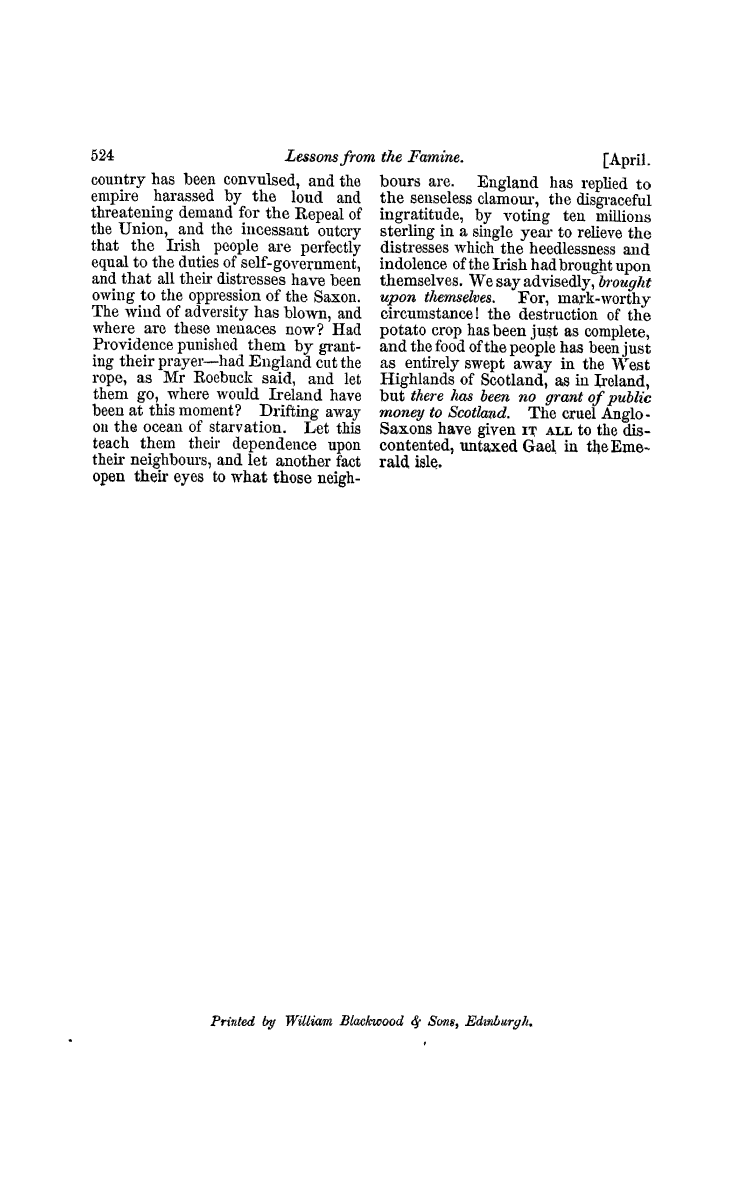 524
Lessons from the Famine.
[April.
country has been convulsed, and the
empire harassed by the loud and
threatening demand for the Repeal of
the Union, and the incessant outcry
that the Irish people are perfectly
equal to the duties of self-government,
and that all their distresses have been
owing to the oppression of the Saxon.
The wind of adversity has blown, and
where are these menaces now? Had
Providence punished them by grant-
ing their prayer—had England cut the
rope, as Mr Roebuck said, and let
them go, where would Ireland have
been at this moment? Drifting away
on the ocean of starvation. Let this
teach them their dependence upon
their neighbours, and let another fact
open their eyes to what those neigh-
bours are. England has replied to
the senseless clamour, the disgraceful
ingratitude, by voting ten millions
sterling in a single year to relieve the
distresses which the heedlessness and
indolence of the Irish had brought upon
themselves. We say advisedly, brought
upon themselves. For, mark-worthy
circumstance! the destruction of the
potato crop has been just as complete,
and the food of the people has been just
as entirely swept away in the West
Highlands of Scotland, as in Ireland,
but there has been no grant of public
money to Scotland. The cruel Anglo-
Saxons have given IT ALL to the dis-
contented, untaxed Gael in the Eme-
rald isle.
Printed by William Blackwood & Sons, Edinburgh.